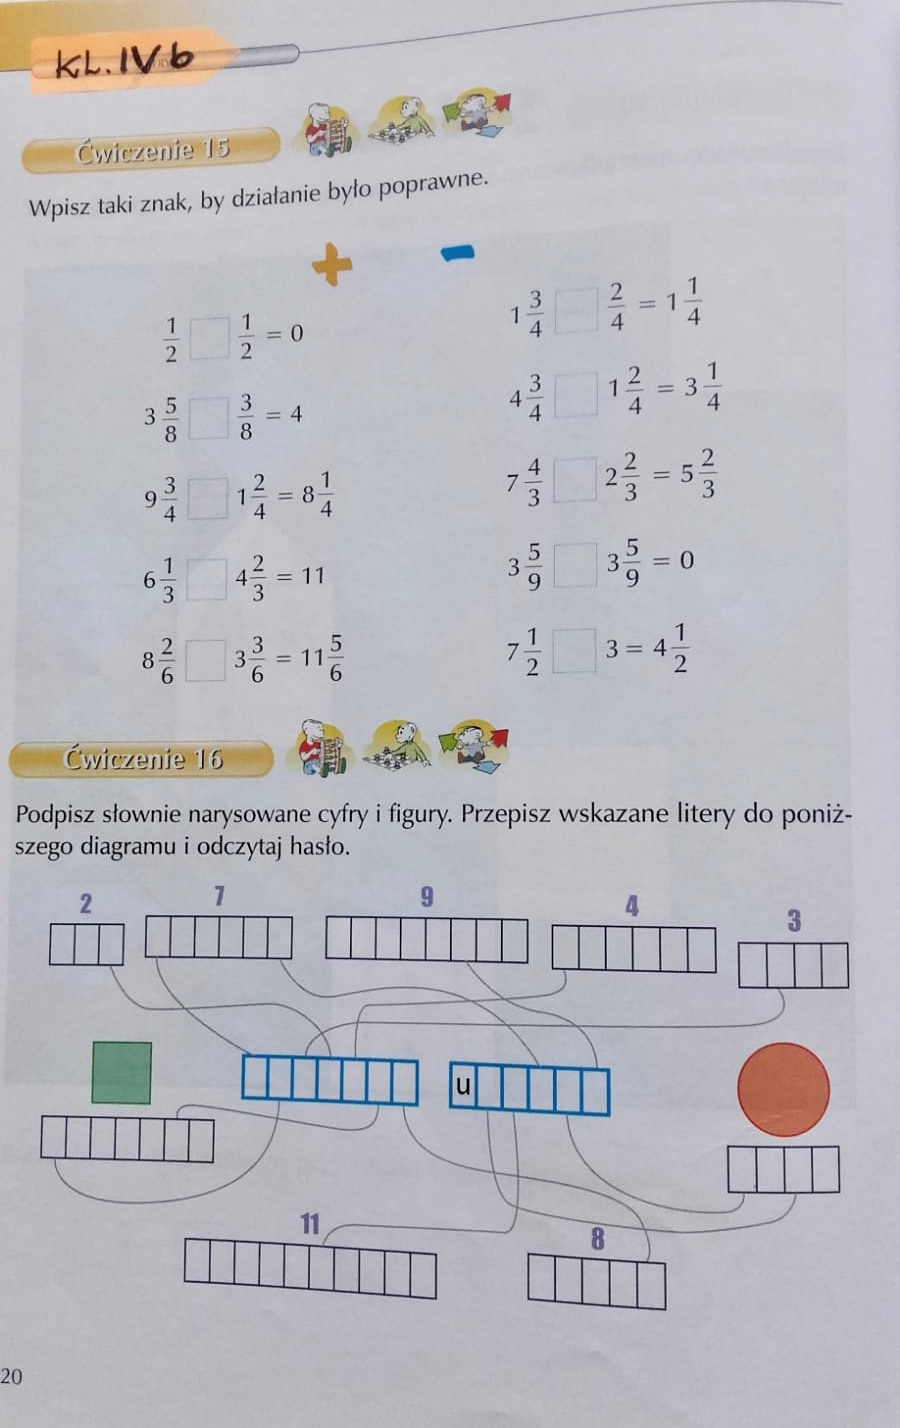 KL. IV b
Ćwiczenie 15
Wpisz taki znak, by działanie było poprawne.
+ -
1/2 □ 1/2 = 0
3 5/8 □ 3/8 = 4
9 3/4 □ 1 2/4 = 8 1/4
6 1/3 □ 4 2/3 = 11
8 2/6 □ 3 3/6 = 11 5/6
1 3/4 □ 2/4 = 1 1/4
4 3/4 □ 1 2/4 = 3 1/4
7 4/3 □ 2 2/3 = 5 2/3
3 5/9 □ 3 5/9 = 0
7 1/2 □ 3 = 4 1/2
Ćwiczenie 16
Podpisz słownie narysowane cyfry i figury. Przepisz wskazane litery do poniż-
szego diagramu i odczytaj hasło.
2 7 9 4 3
u
11 8
20